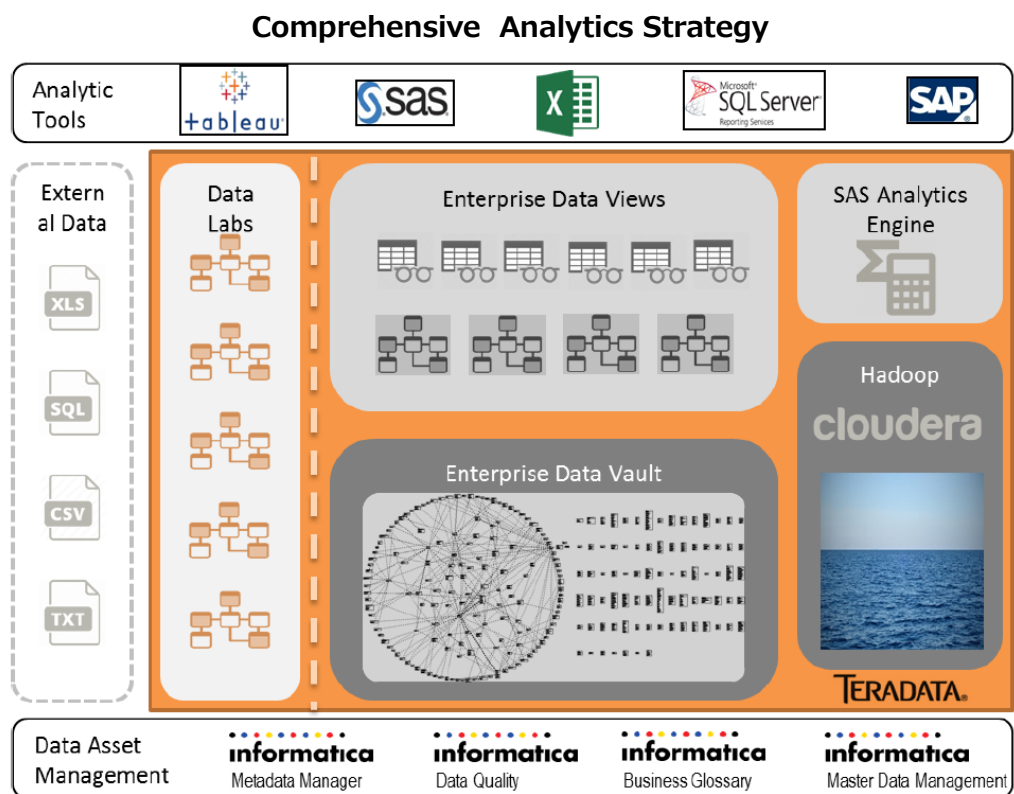 Comprehensive Analytics Strategy
Analytic
Tools
tableau
sas
X
Microsoft
SQL Server
Reporting Services
SAP
Extern
al Data
XLS
SQL
CSV
TXT
Data
Labs
Enterprise Data Views
Enterprise Data Vault
SAS Analytics
Engine
Hadoop
cloudera
TERADATA
Data Asset
Management
informatica
Metadata Manager
informatica
Data Quality
informatica
Business Glossary
informatica
Master Data Management